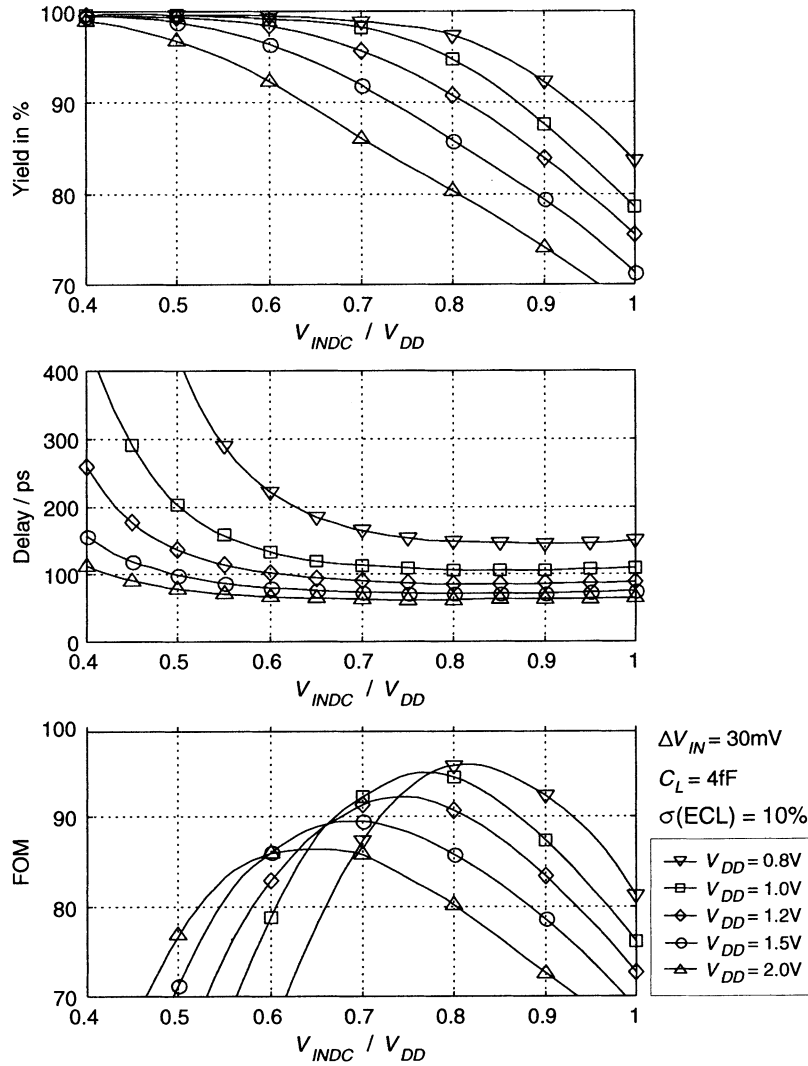 100
90
80
70
Yield in %
0.4 0.5 0.6 0.7 0.8 0.9 1
V_INDC / V_DD
400
300
200
100
0
Delay / ps
0.4 0.5 0.6 0.7 0.8 0.9 1
V_INDC / V_DD
100
90
80
70
FOM
0.4 0.5 0.6 0.7 0.8 0.9 1
V_INDC / V_DD
ΔV_IN = 30mV
C_L = 4fF
σ(ECL) = 10%
V_DD = 0.8V
V_DD = 1.0V
V_DD = 1.2V
V_DD = 1.5V
V_DD = 2.0V